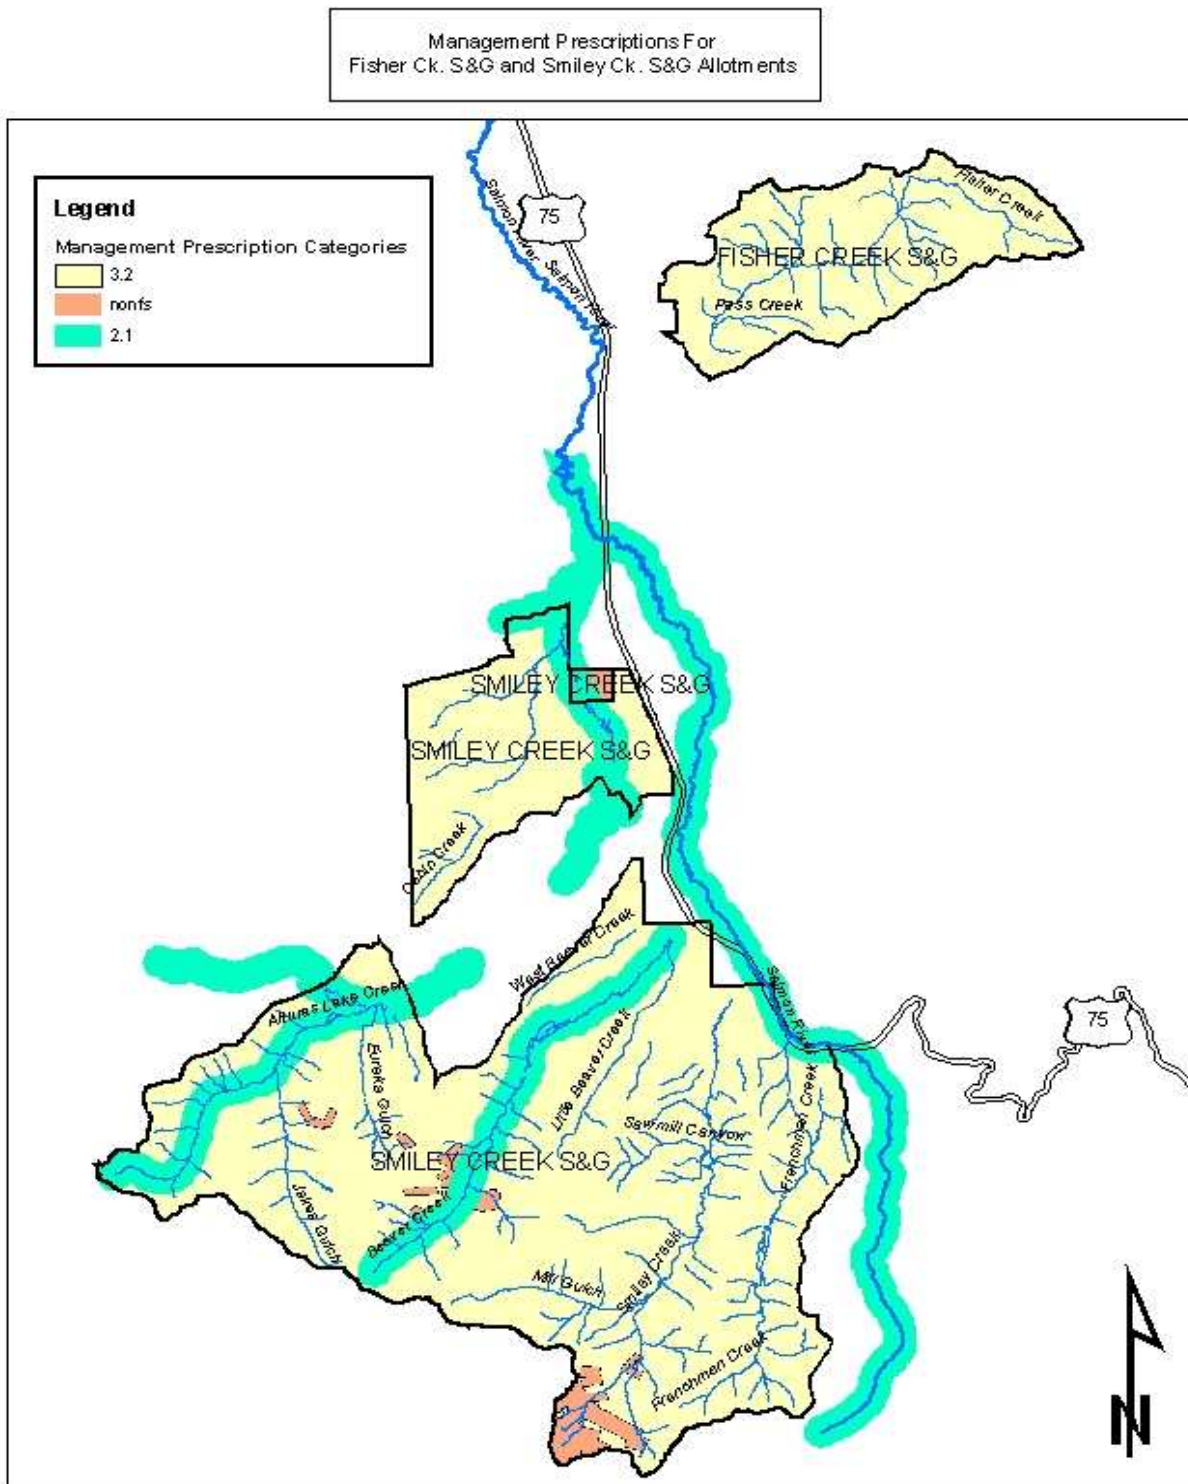 Management Prescriptions For
Fisher Ck. S&G and Smiley Ck. S&G Allotments
Legend
Management Prescription Categories
3.2
nonfs
2.1
Salmon River
Salmon River
75
Fisher Creek
FISHER CREEK S&G
Pass Creek
SMILEY CREEK S&G
SMILEY CREEK S&G
Cabin Creek
West Beaver Creek
Alturas Lake Creek
Salmon River
75
Eureka Gulch
Little Beaver Creek
Sawmill Canyow
Frenchman Creek
SMILEY CREEK S&G
Jakes Gulch
Beaver Creek
Mill Gulch
Smiley Creek
Frenchmen Creek
N